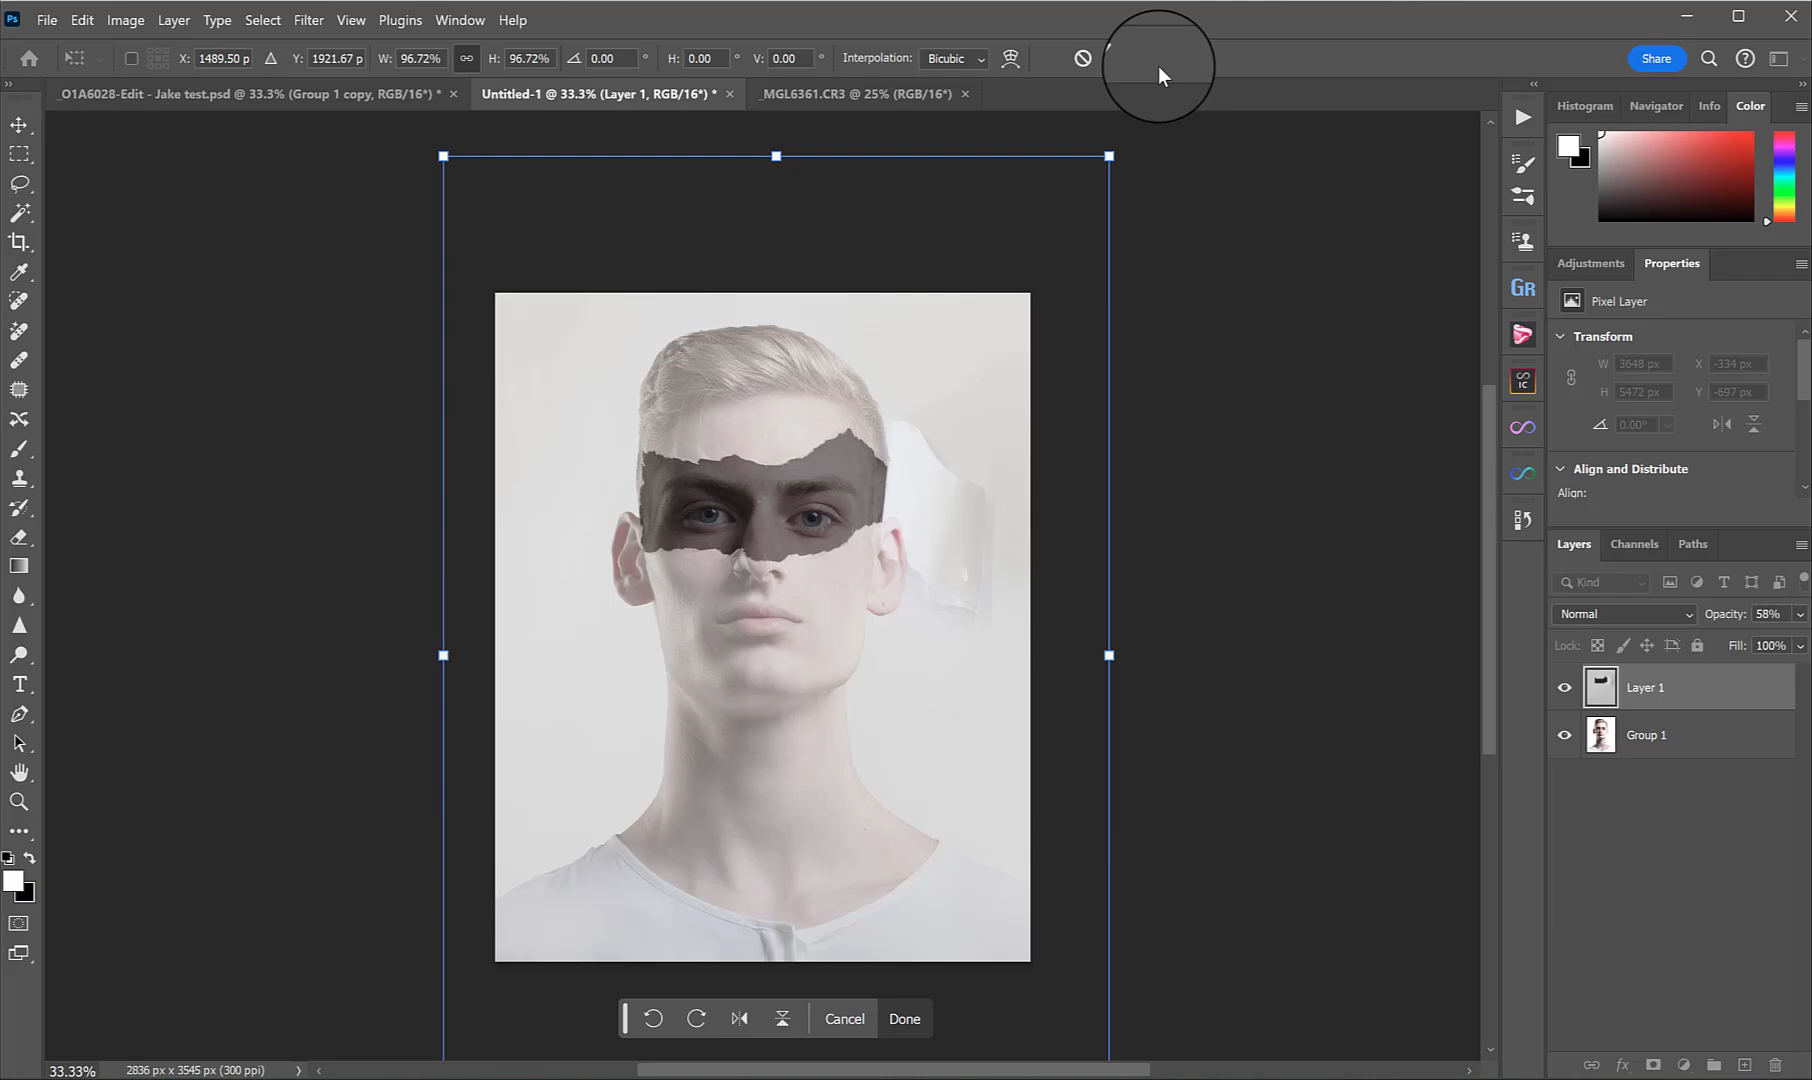 Ps File Edit Image Layer Type Select Filter View Plugins Window Help
X: 1489.50 p Y: 1921.67 p W: 96.72% H: 96.72% 0.00 ° H: 0.00 ° V: 0.00 ° Interpolation: Bicubic Share
_O1A6028-Edit - Jake test.psd @ 33.3% (Group 1 copy, RGB/16*) * Untitled-1 @ 33.3% (Layer 1, RGB/16*) * _MGL6361.CR3 @ 25% (RGB/16*)
Histogram Navigator Info Color
Adjustments Properties
Gr
Pixel Layer
Transform
W 3648 px X -334 px
IC
H 5472 px Y -697 px
0.00°
Align and Distribute
Align:
Layers Channels Paths
Kind
Normal Opacity: 58%
Lock: Fill: 100%
Layer 1
Group 1
Cancel Done
33.33% 2836 px x 3545 px (300 ppi)